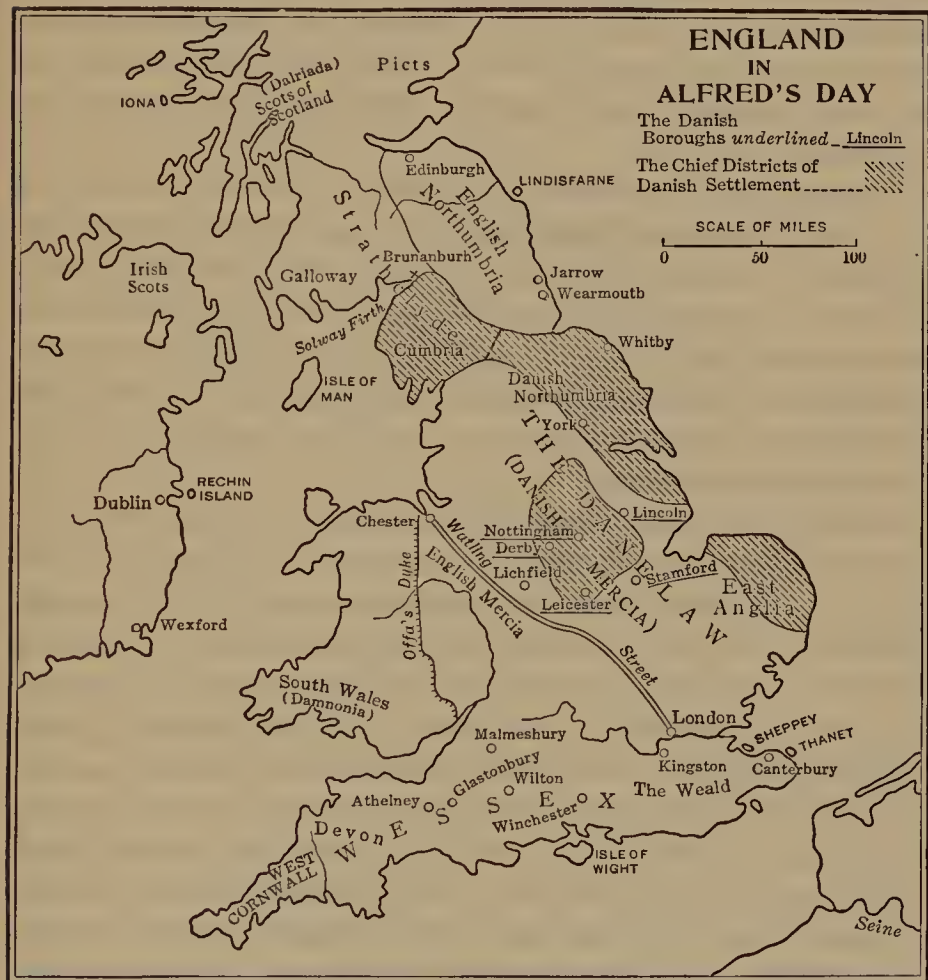 ENGLAND
IN
ALFRED'S DAY
The Danish
Boroughs underlined Lincoln
The Chief Districts of
Danish Settlement
SCALE OF MILES
0 50 100
Picts
IONA
(Dalriada)
Scots of
Scotland
Edinburgh
LINDISFARNE
English
Northumbria
Strathclyde
Brunanburh
Irish
Scots
Galloway
Jarrow
Wearmouth
Solway Firth
Cumbria
Whitby
ISLE OF
MAN
Danish
Northumbria
York
THE DANELAW
(DANISH
MERCIA)
RECHIN
ISLAND
Dublin
Lincoln
Chester
Nottingham
Derby
Watling
Street
English Mercia
Offa's Dyke
Lichfield
Stamford
Leicester
East
Anglia
Wexford
South Wales
(Damnonia)
London
SHEPPEY
THANET
Malmeshury
Kingston
Canterbury
Glastonbury
Wilton
The Weald
Athelney
WESSEX
Winchester
Devon
ISLE OF
WIGHT
WEST
CORNWALL
Seine